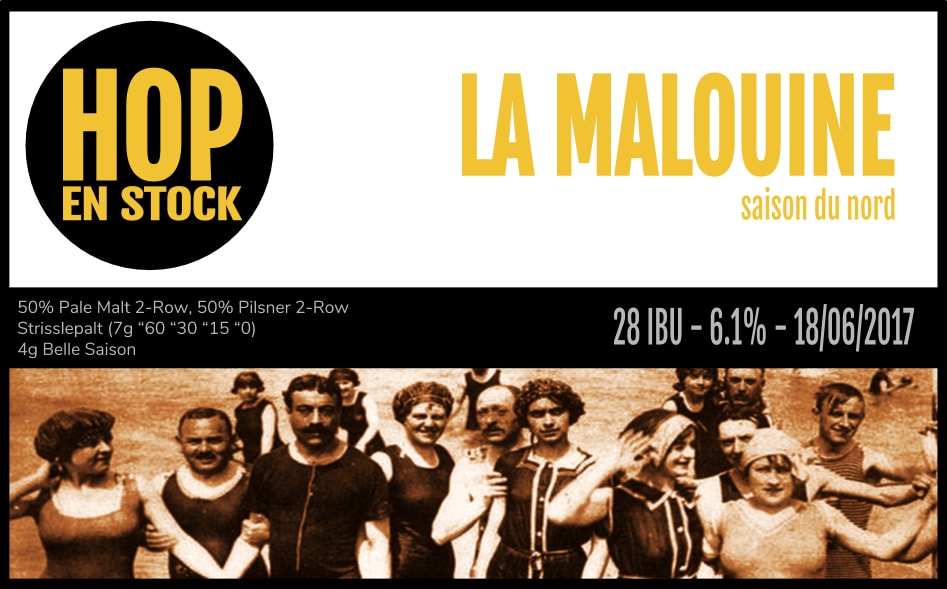 HOP
EN STOCK
LA MALOUINE
saison du nord
50% Pale Malt 2-Row, 50% Pilsner 2-Row
Strisslepalt (7g “60 “30 “15 “0)
4g Belle Saison
28 IBU – 6.1% – 18/06/2017